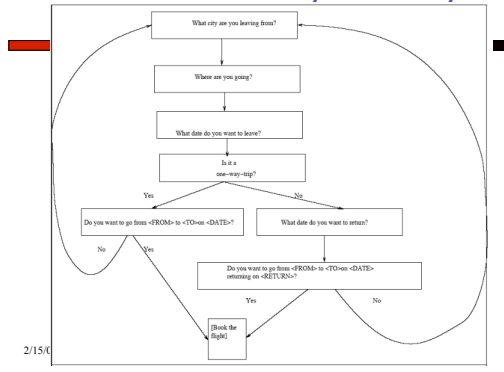 What city are you leaving from?
Where are you going?
What date do you want to leave?
Is it a
one-way-trip?
Yes
No
Do you want to go from <FROM> to <TO>on <DATE>?
What date do you want to return?
No
Yes
Do you want to go from <FROM> to <TO>on <DATE>
returning on <RETURN>?
Yes
No
[Book the
flight]